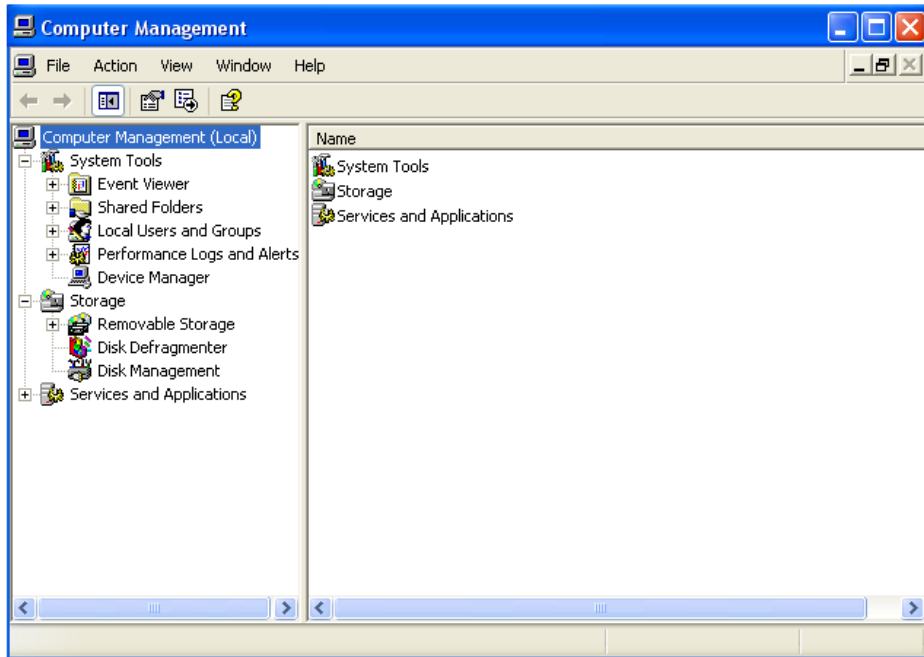 Computer Management
File Action View Window Help
Computer Management (Local)
System Tools
Event Viewer
Shared Folders
Local Users and Groups
Performance Logs and Alerts
Device Manager
Storage
Removable Storage
Disk Defragmenter
Disk Management
Services and Applications
Name
System Tools
Storage
Services and Applications